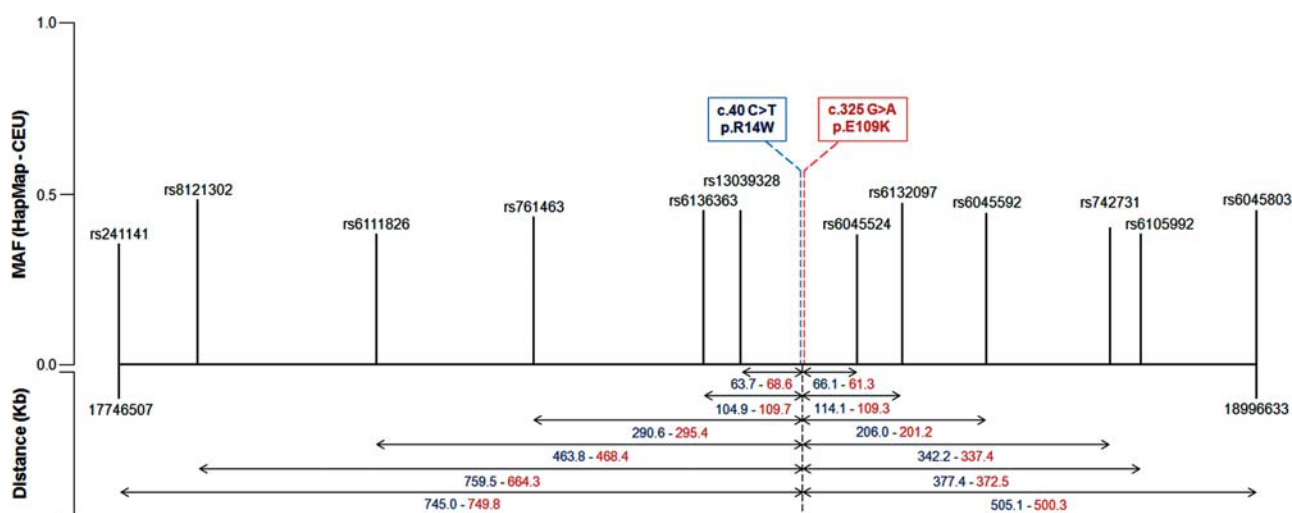 1.0
c.40 C>T
p.R14W
c.325 G>A
p.E109K
MAF (HapMap - CEU)
0.5
rs241141
rs8121302
rs6111826
rs761463
rs6136363
rs13039328
rs6045524
rs6132097
rs6045592
rs742731
rs6105992
rs6045803
0.0
Distance (Kb)
17746507
18996633
63.7 - 68.6
66.1 - 61.3
104.9 - 109.7
114.1 - 109.3
290.6 - 295.4
206.0 - 201.2
463.8 - 468.4
342.2 - 337.4
759.5 - 664.3
377.4 - 372.5
745.0 - 749.8
505.1 - 500.3